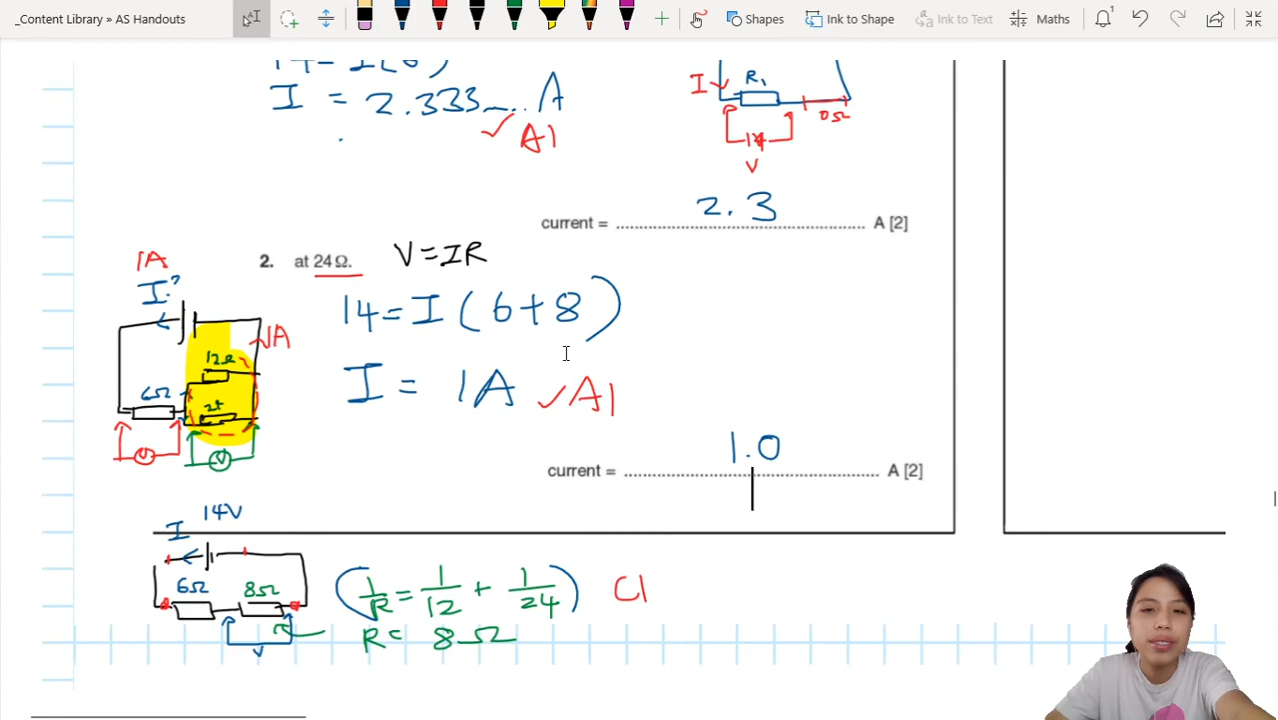 _Content Library » AS Handouts
Shapes
Ink to Shape
Ink to Text
Maths
I = 2.333... A
✓ A1
I
R1
0Ω
14
V
2.3
current = A [2]
2. at 24 Ω.
V = IR
1A
I?
14 = I (6 + 8)
1A
12Ω
6Ω
24
V
V
I = 1A ✓A1
1.0
current = A [2]
14V
I
6Ω
8Ω
V
(1/R = 1/12 + 1/24) C1
R = 8Ω